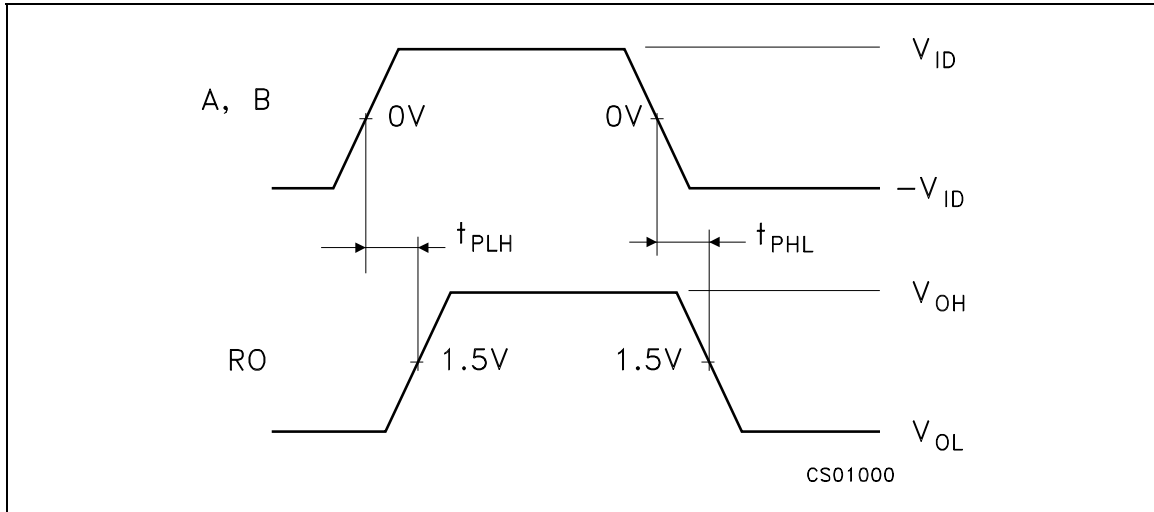 V_ID
A, B
0V 0V
-V_ID
t_PLH t_PHL
V_OH
RO
1.5V 1.5V
V_OL
CS01000